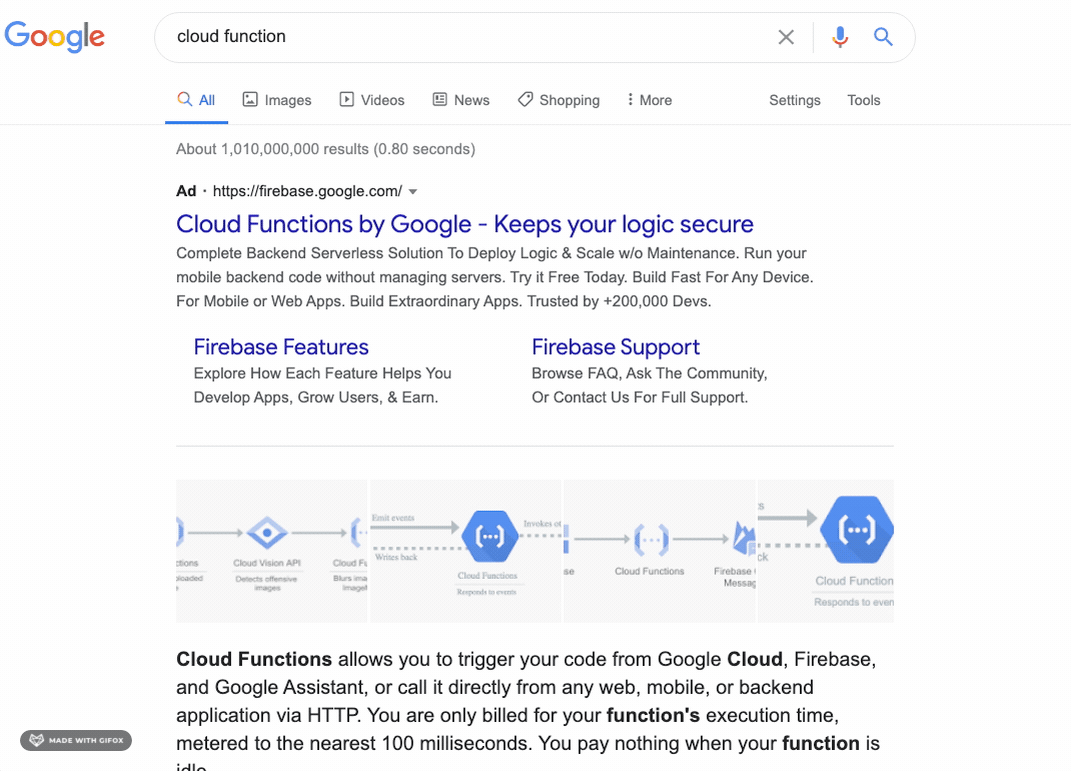 Google
cloud function
All Images Videos News Shopping More Settings Tools
About 1,010,000,000 results (0.80 seconds)
Ad · https://firebase.google.com/
Cloud Functions by Google - Keeps your logic secure
Complete Backend Serverless Solution To Deploy Logic & Scale w/o Maintenance. Run your
mobile backend code without managing servers. Try it Free Today. Build Fast For Any Device.
For Mobile or Web Apps. Build Extraordinary Apps. Trusted by +200,000 Devs.
Firebase Features
Explore How Each Feature Helps You
Develop Apps, Grow Users, & Earn.
Firebase Support
Browse FAQ, Ask The Community,
Or Contact Us For Full Support.
ctions
Cloud Vision API
Detects offensive
images
Cloud Fu
Blurs ima
Emit events
Writes back
Cloud Functions
Responds to events
Invokes ot
se
Cloud Functions
Firebase
Messag
ck
Cloud Function
Responds to even
Cloud Functions allows you to trigger your code from Google Cloud, Firebase,
and Google Assistant, or call it directly from any web, mobile, or backend
application via HTTP. You are only billed for your function's execution time,
metered to the nearest 100 milliseconds. You pay nothing when your function is
idle
MADE WITH GIFOX